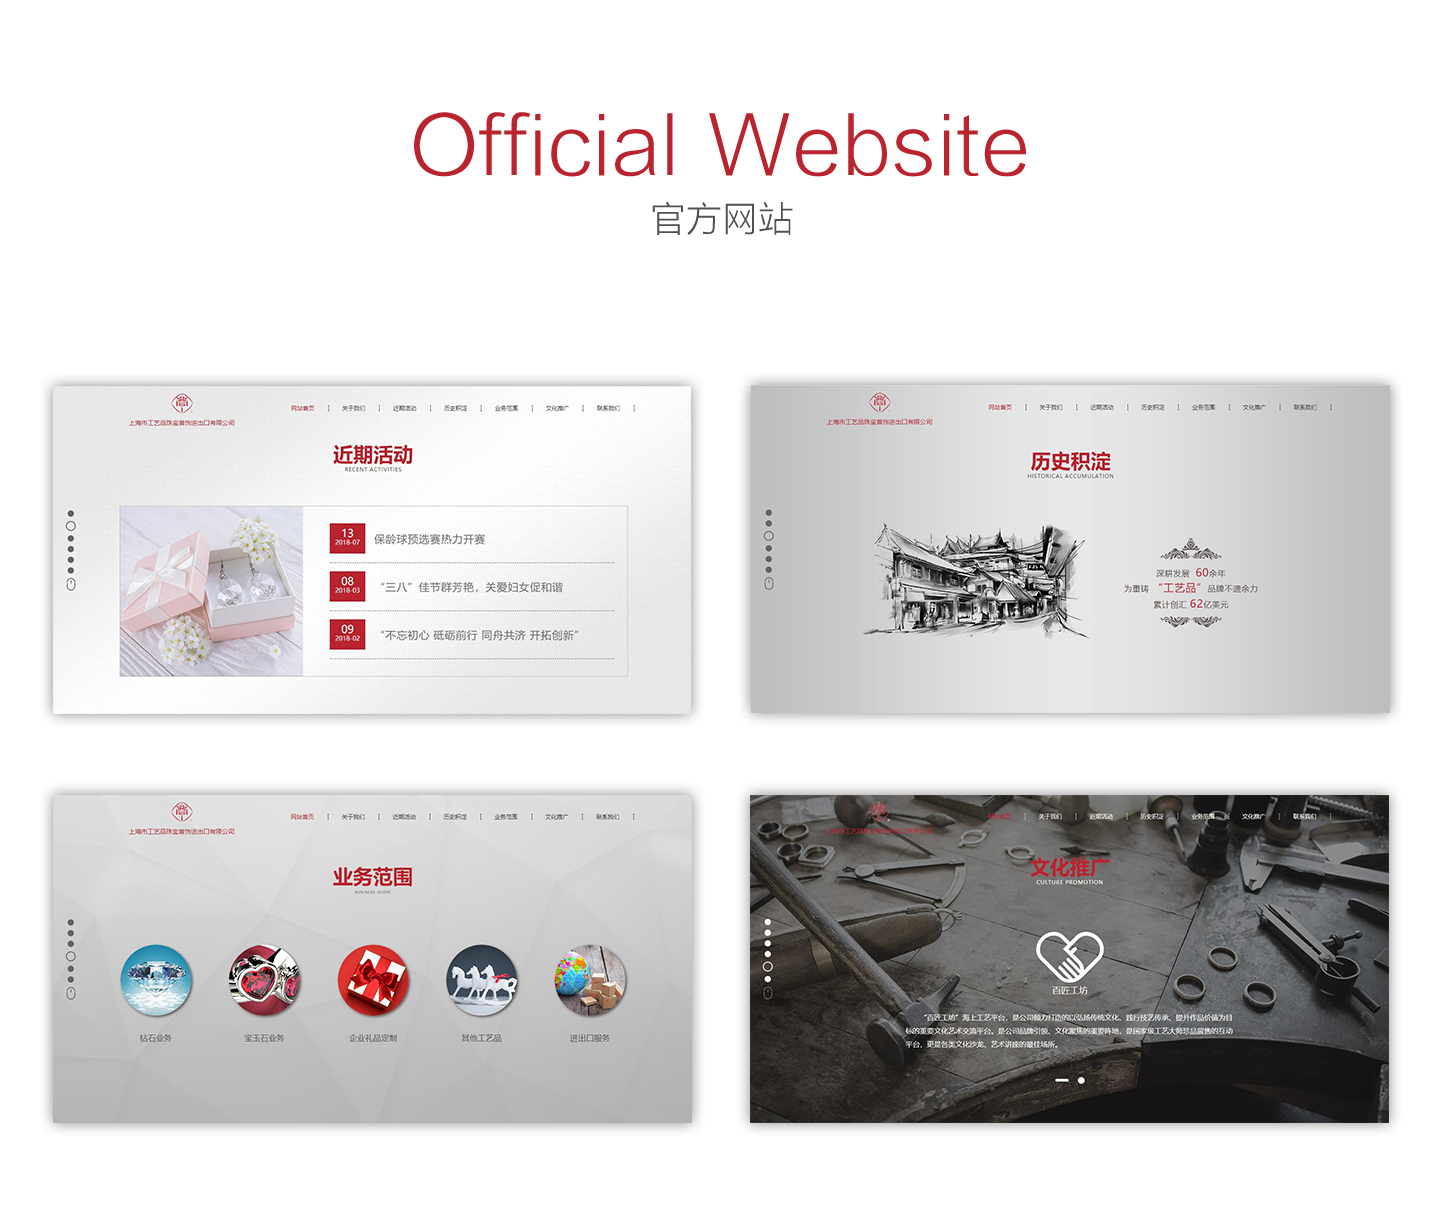 Official Website
官方网站
上海市工艺品珠宝首饰进出口有限公司
网站首页 关于我们 近期活动 历史积淀 业务范围 文化推广 联系我们
近期活动
RECENT ACTIVITIES
13
2018-07
保龄球预选赛热力开赛
08
2018-03
“三八”佳节群芳艳，关爱妇女促和谐
09
2018-02
“不忘初心 砥砺前行 同舟共济 开拓创新”
上海市工艺品珠宝首饰进出口有限公司
网站首页 关于我们 近期活动 历史积淀 业务范围 文化推广 联系我们
历史积淀
HISTORICAL ACCUMULATION
深耕发展 60余年
为重铸 “工艺品” 品牌不遗余力
累计创汇 62亿美元
上海市工艺品珠宝首饰进出口有限公司
网站首页 关于我们 近期活动 历史积淀 业务范围 文化推广 联系我们
业务范围
BUSINESS SCOPE
钻石业务
宝玉石业务
企业礼品定制
其他工艺品
进出口服务
关于我们 近期活动 历史积淀 业务范围 文化推广 联系我们
文化推广
CULTURE PROMOTION
百匠工坊
“百匠工坊”海上工艺平台，是公司倾力打造的以弘扬传统文化、践行技艺传承、提升作品价值为目
标的重要文化艺术交流平台。是公司品牌引领、文化聚焦的重要阵地，是国家级工艺大师珍品展售的互动
平台，更是各类文化沙龙、艺术讲座的最佳场所。